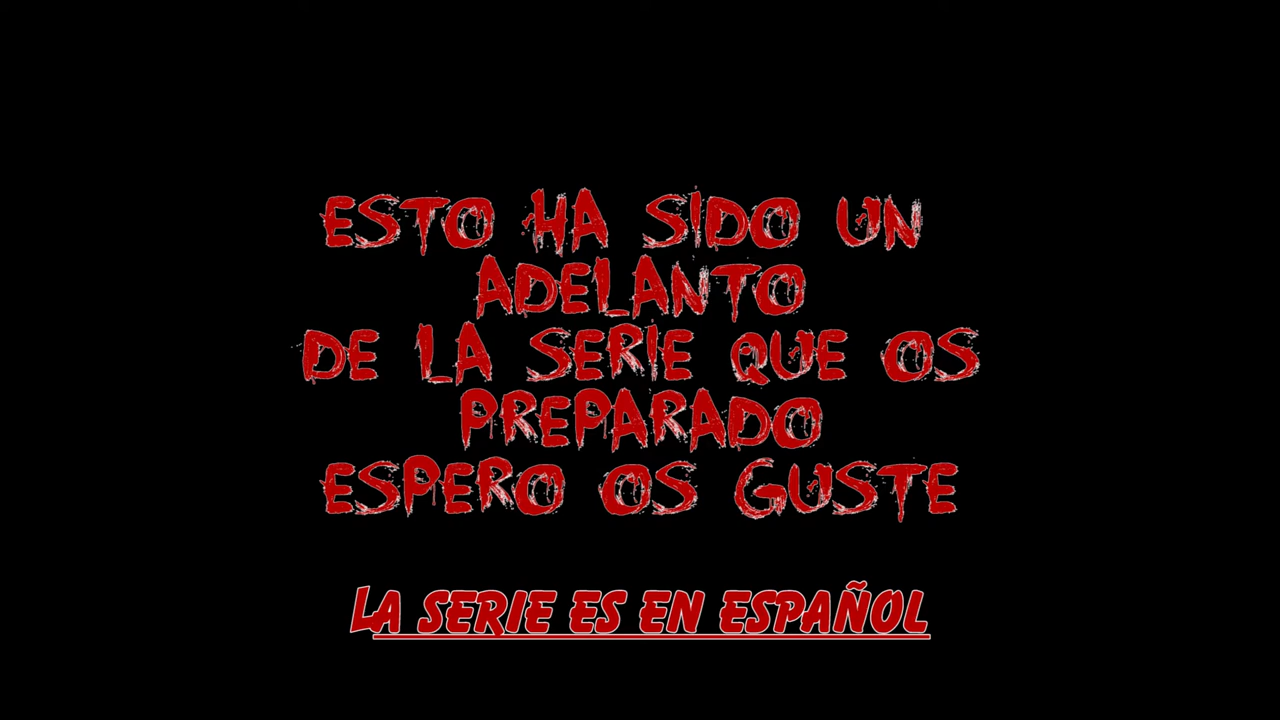 ESTO HA SIDO UN
ADELANTO
DE LA SERIE QUE OS
PREPARADO
ESPERO OS GUSTE
LA SERIE ES EN ESPAÑOL